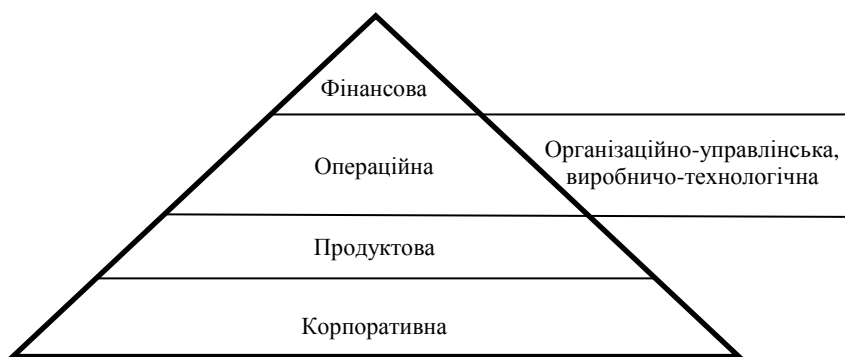 Фінансова
Операційна
Організаційно-управлінська,
виробничо-технологічна
Продуктова
Корпоративна